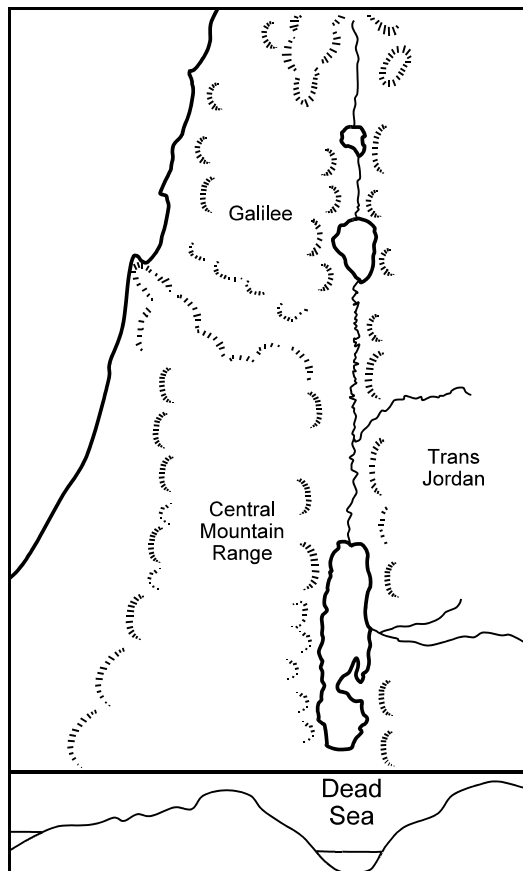 Galilee
Trans
Jordan
Central
Mountain
Range
Dead
Sea